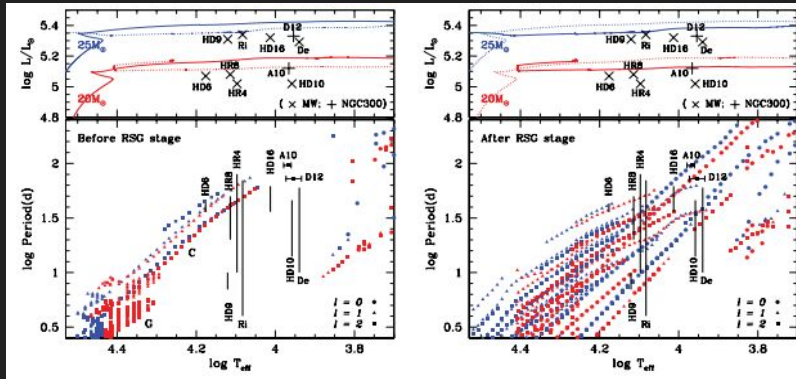 5.4
5.2
5
4.8
log L/L⊙
25M⊙
20M⊙
HD9
Ri
HD16
D12
De
HD6
HR8
HR4
A10
HD10
( × MW; + NGC300)
Before RSG stage
2
1.5
1
0.5
log Period(d)
HD6
HR8
HR4
HD16
A10
D12
C
G
HD9
Ri
HD10
De
l = 0
l = 1
l = 2
4.4
4.2
4
3.8
log Teff
5.4
5.2
5
4.8
log L/L⊙
25M⊙
20M⊙
HD9
Ri
HD16
D12
De
HD6
HR8
HR4
A10
HD10
( × MW; + NGC300)
After RSG stage
2
1.5
1
0.5
log Period(d)
HD6
HR8
HR4
HD16
A10
D12
HD9
Ri
HD10
De
l = 0
l = 1
l = 2
4.4
4.2
4
3.8
log Teff